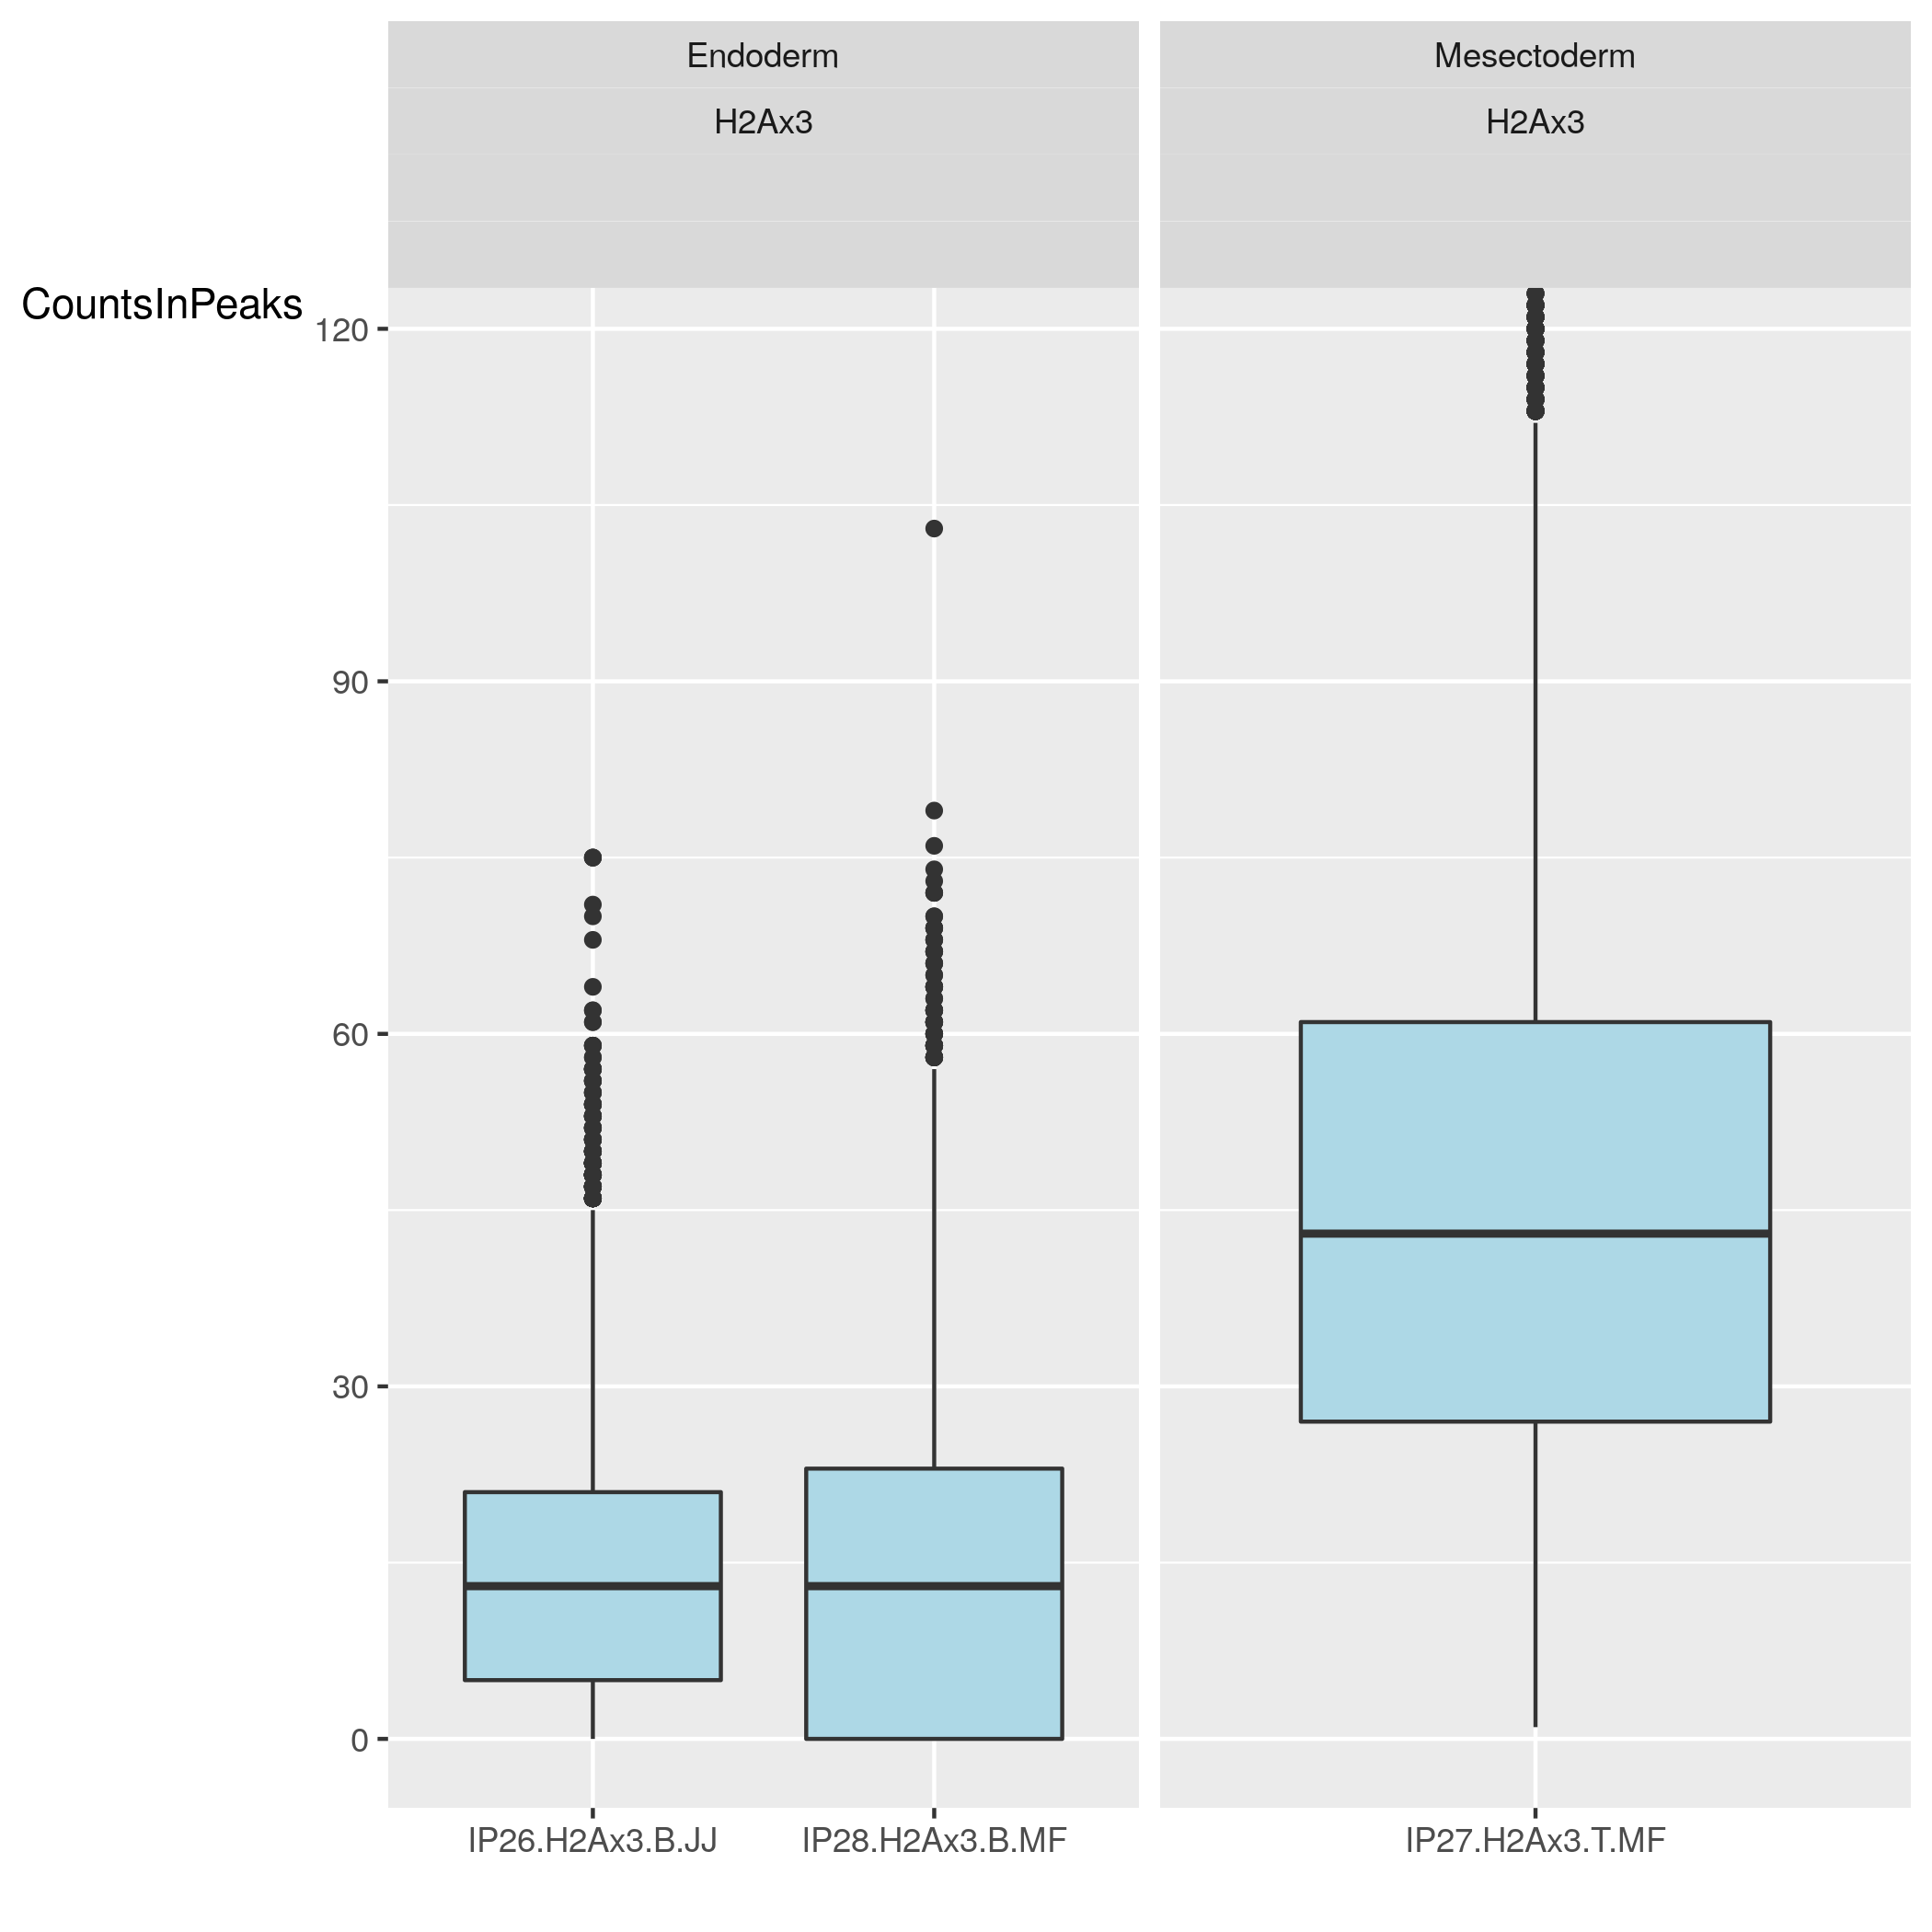 Endoderm
Mesectoderm
H2Ax3
H2Ax3
CountsInPeaks
120
90
60
30
0
IP26.H2Ax3.B.JJ
IP28.H2Ax3.B.MF
IP27.H2Ax3.T.MF